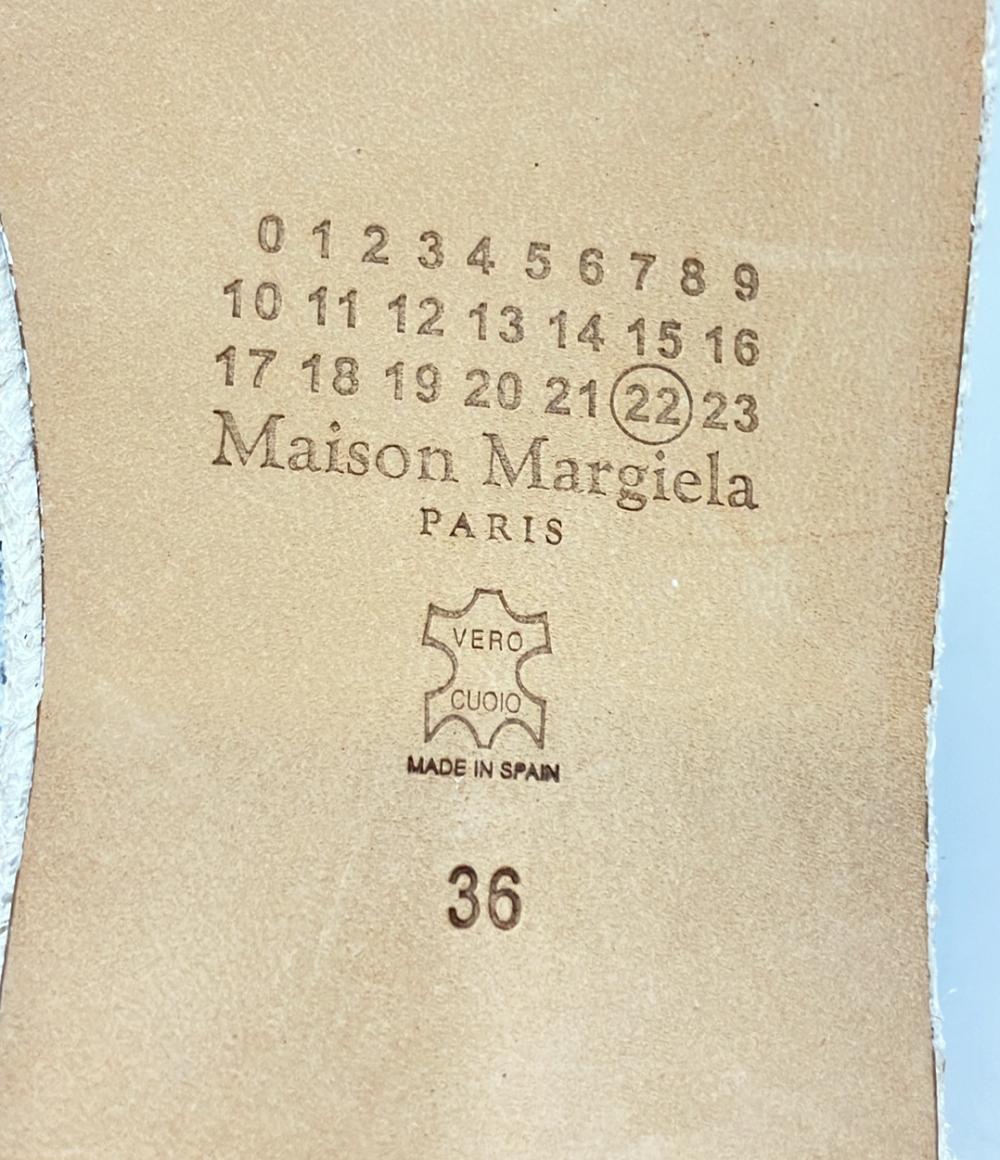 0 1 2 3 4 5 6 7 8 9
10 11 12 13 14 15 16
17 18 19 20 21 22 23
Maison Margiela
PARIS
VERO
CUOIO
MADE IN SPAIN
36